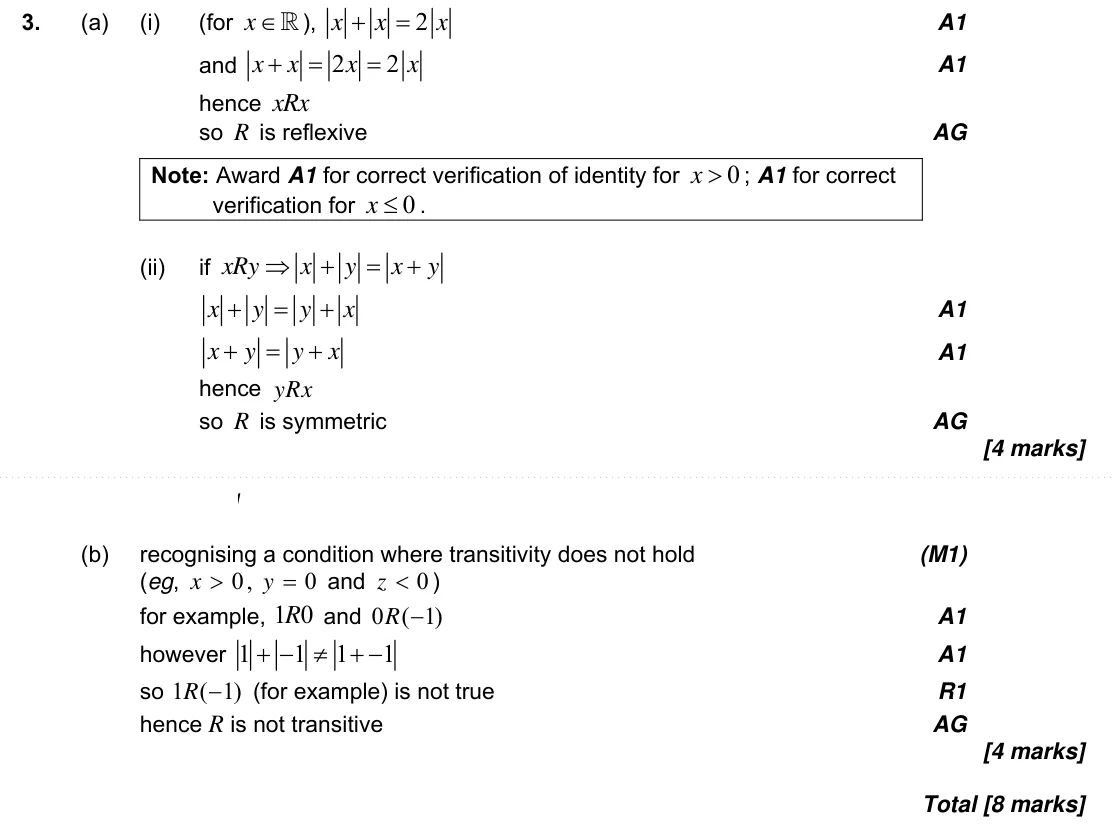 3. (a) (i) (for x ∈ ℝ), |x| + |x| = 2|x| A1
and |x + x| = |2x| = 2|x| A1
hence xRx
so R is reflexive AG
Note: Award A1 for correct verification of identity for x > 0; A1 for correct
verification for x ≤ 0.
(ii) if xRy ⇒ |x| + |y| = |x + y|
|x| + |y| = |y| + |x| A1
|x + y| = |y + x| A1
hence yRx
so R is symmetric AG
[4 marks]
(b) recognising a condition where transitivity does not hold (M1)
(eg, x > 0, y = 0 and z < 0)
for example, 1R0 and 0R(−1) A1
however |1| + |−1| ≠ |1 + −1| A1
so 1R(−1) (for example) is not true R1
hence R is not transitive AG
[4 marks]
Total [8 marks]